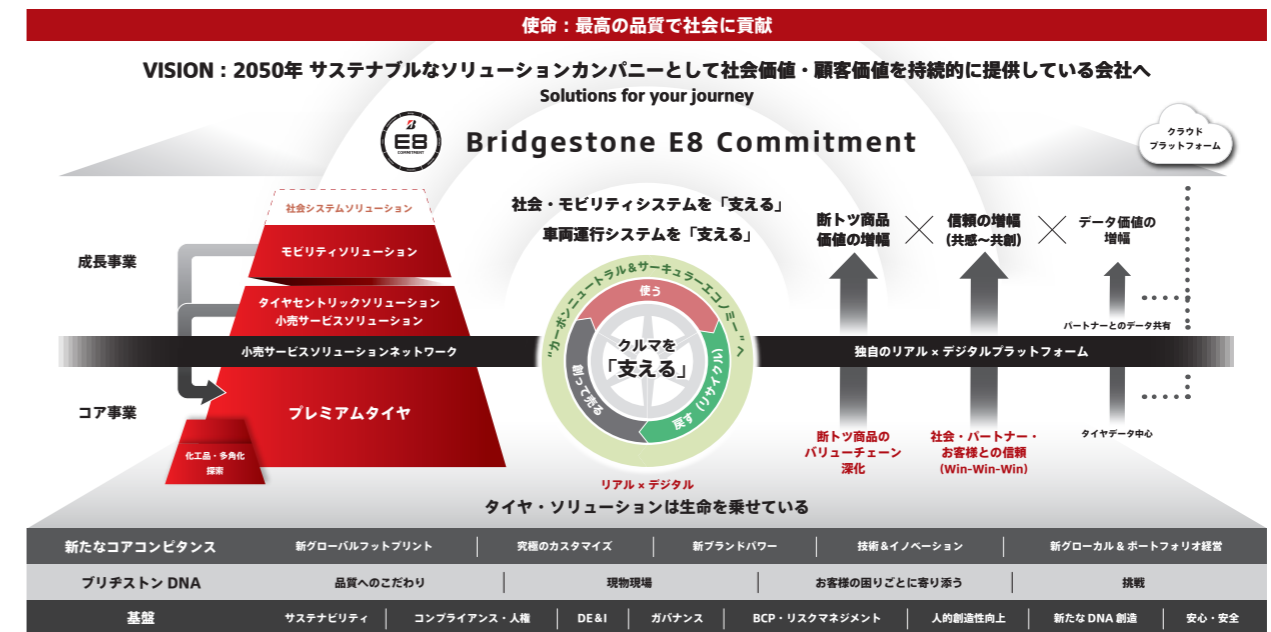 使命：最高の品質で社会に貢献
VISION：2050年 サステナブルなソリューションカンパニーとして社会価値・顧客価値を持続的に提供している会社へ
Solutions for your journey
E8
COMMITMENT
Bridgestone E8 Commitment
クラウド
プラットフォーム
成長事業
コア事業
社会システムソリューション
モビリティソリューション
タイヤセントリックソリューション
小売サービスソリューション
小売サービスソリューションネットワーク
プレミアムタイヤ
化工品・多角化
探索
社会・モビリティシステムを「支える」
車両運行システムを「支える」
“カーボンニュートラル&サーキュラーエコノミー”へ
使う
クルマを
「支える」
創って売る
戻す（リサイクル）
リアル×デジタル
タイヤ・ソリューションは生命を乗せている
断トツ商品
価値の増幅
信頼の増幅
(共感～共創)
データ価値の
増幅
パートナーとのデータ共有
独自のリアル×デジタルプラットフォーム
断トツ商品の
バリューチェーン
深化
社会・パートナー・
お客様との信頼
(Win-Win-Win)
タイヤデータ中心
新たなコアコンピタンス 新グローバルフットプリント 究極のカスタマイズ 新ブランドパワー 技術&イノベーション 新グローカル & ポートフォリオ経営
ブリヂストン DNA 品質へのこだわり 現物現場 お客様の困りごとに寄り添う 挑戦
基盤 サステナビリティ コンプライアンス・人権 DE&I ガバナンス BCP・リスクマネジメント 人的創造性向上 新たな DNA 創造 安心・安全